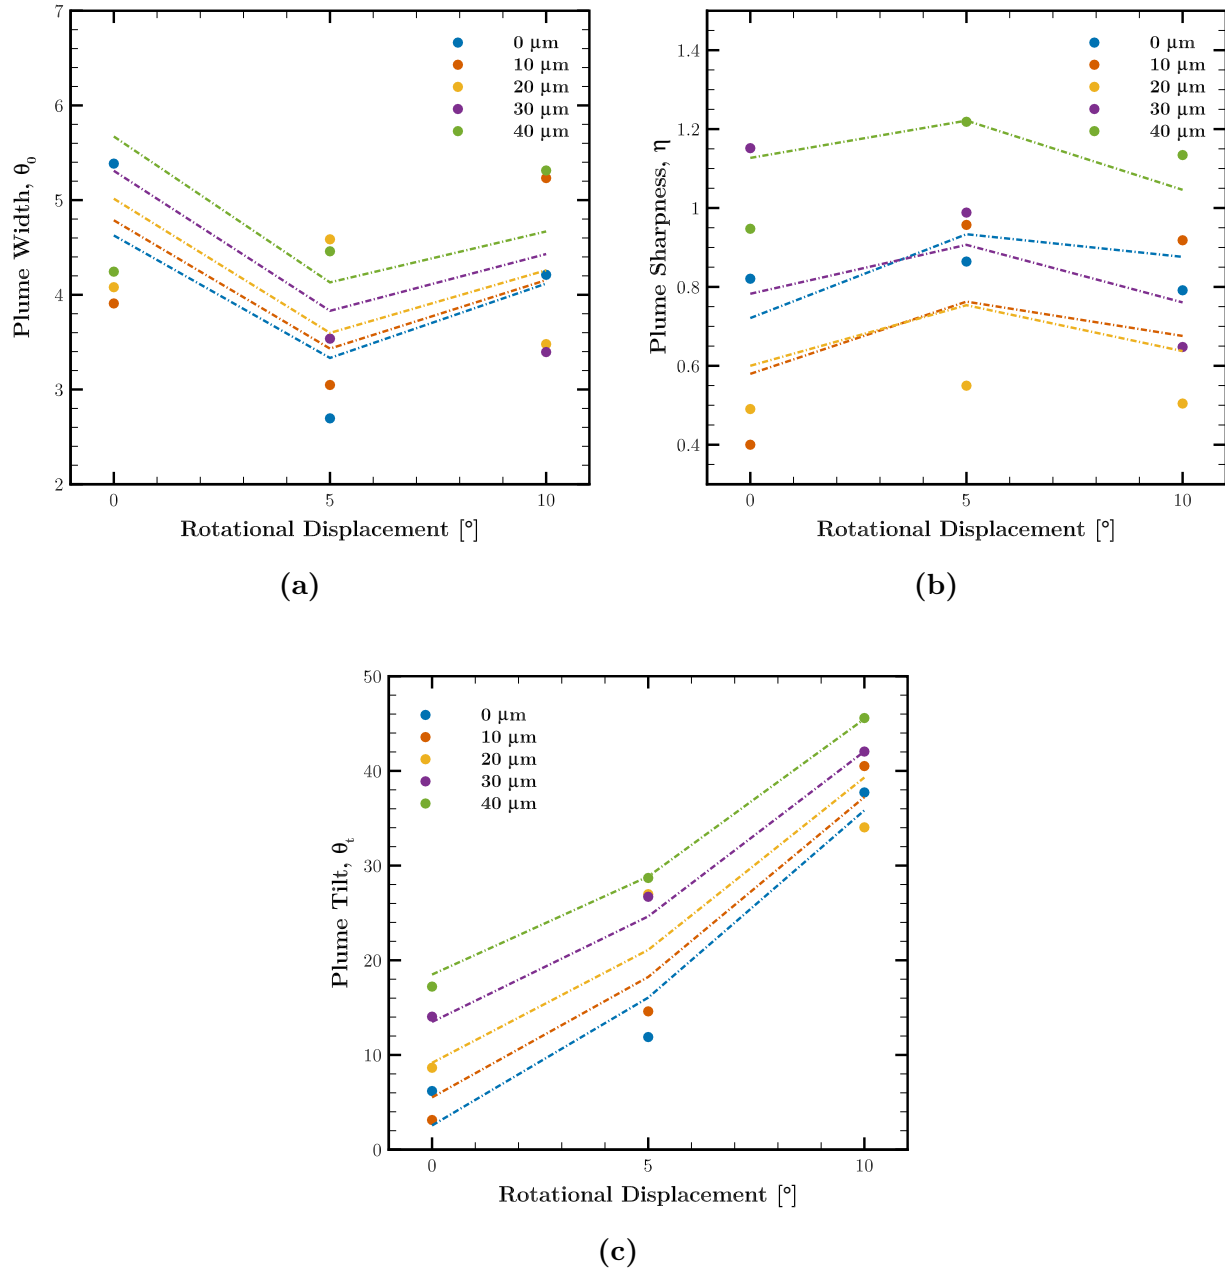 7
6
5
4
3
2
0
5
10
Plume Width, θ₀
Rotational Displacement [°]
0 µm
10 µm
20 µm
30 µm
40 µm
(a)
1.4
1.2
1
0.8
0.6
0.4
0
5
10
Plume Sharpness, η
Rotational Displacement [°]
0 µm
10 µm
20 µm
30 µm
40 µm
(b)
50
40
30
20
10
0
0
5
10
Plume Tilt, θₜ
Rotational Displacement [°]
0 µm
10 µm
20 µm
30 µm
40 µm
(c)